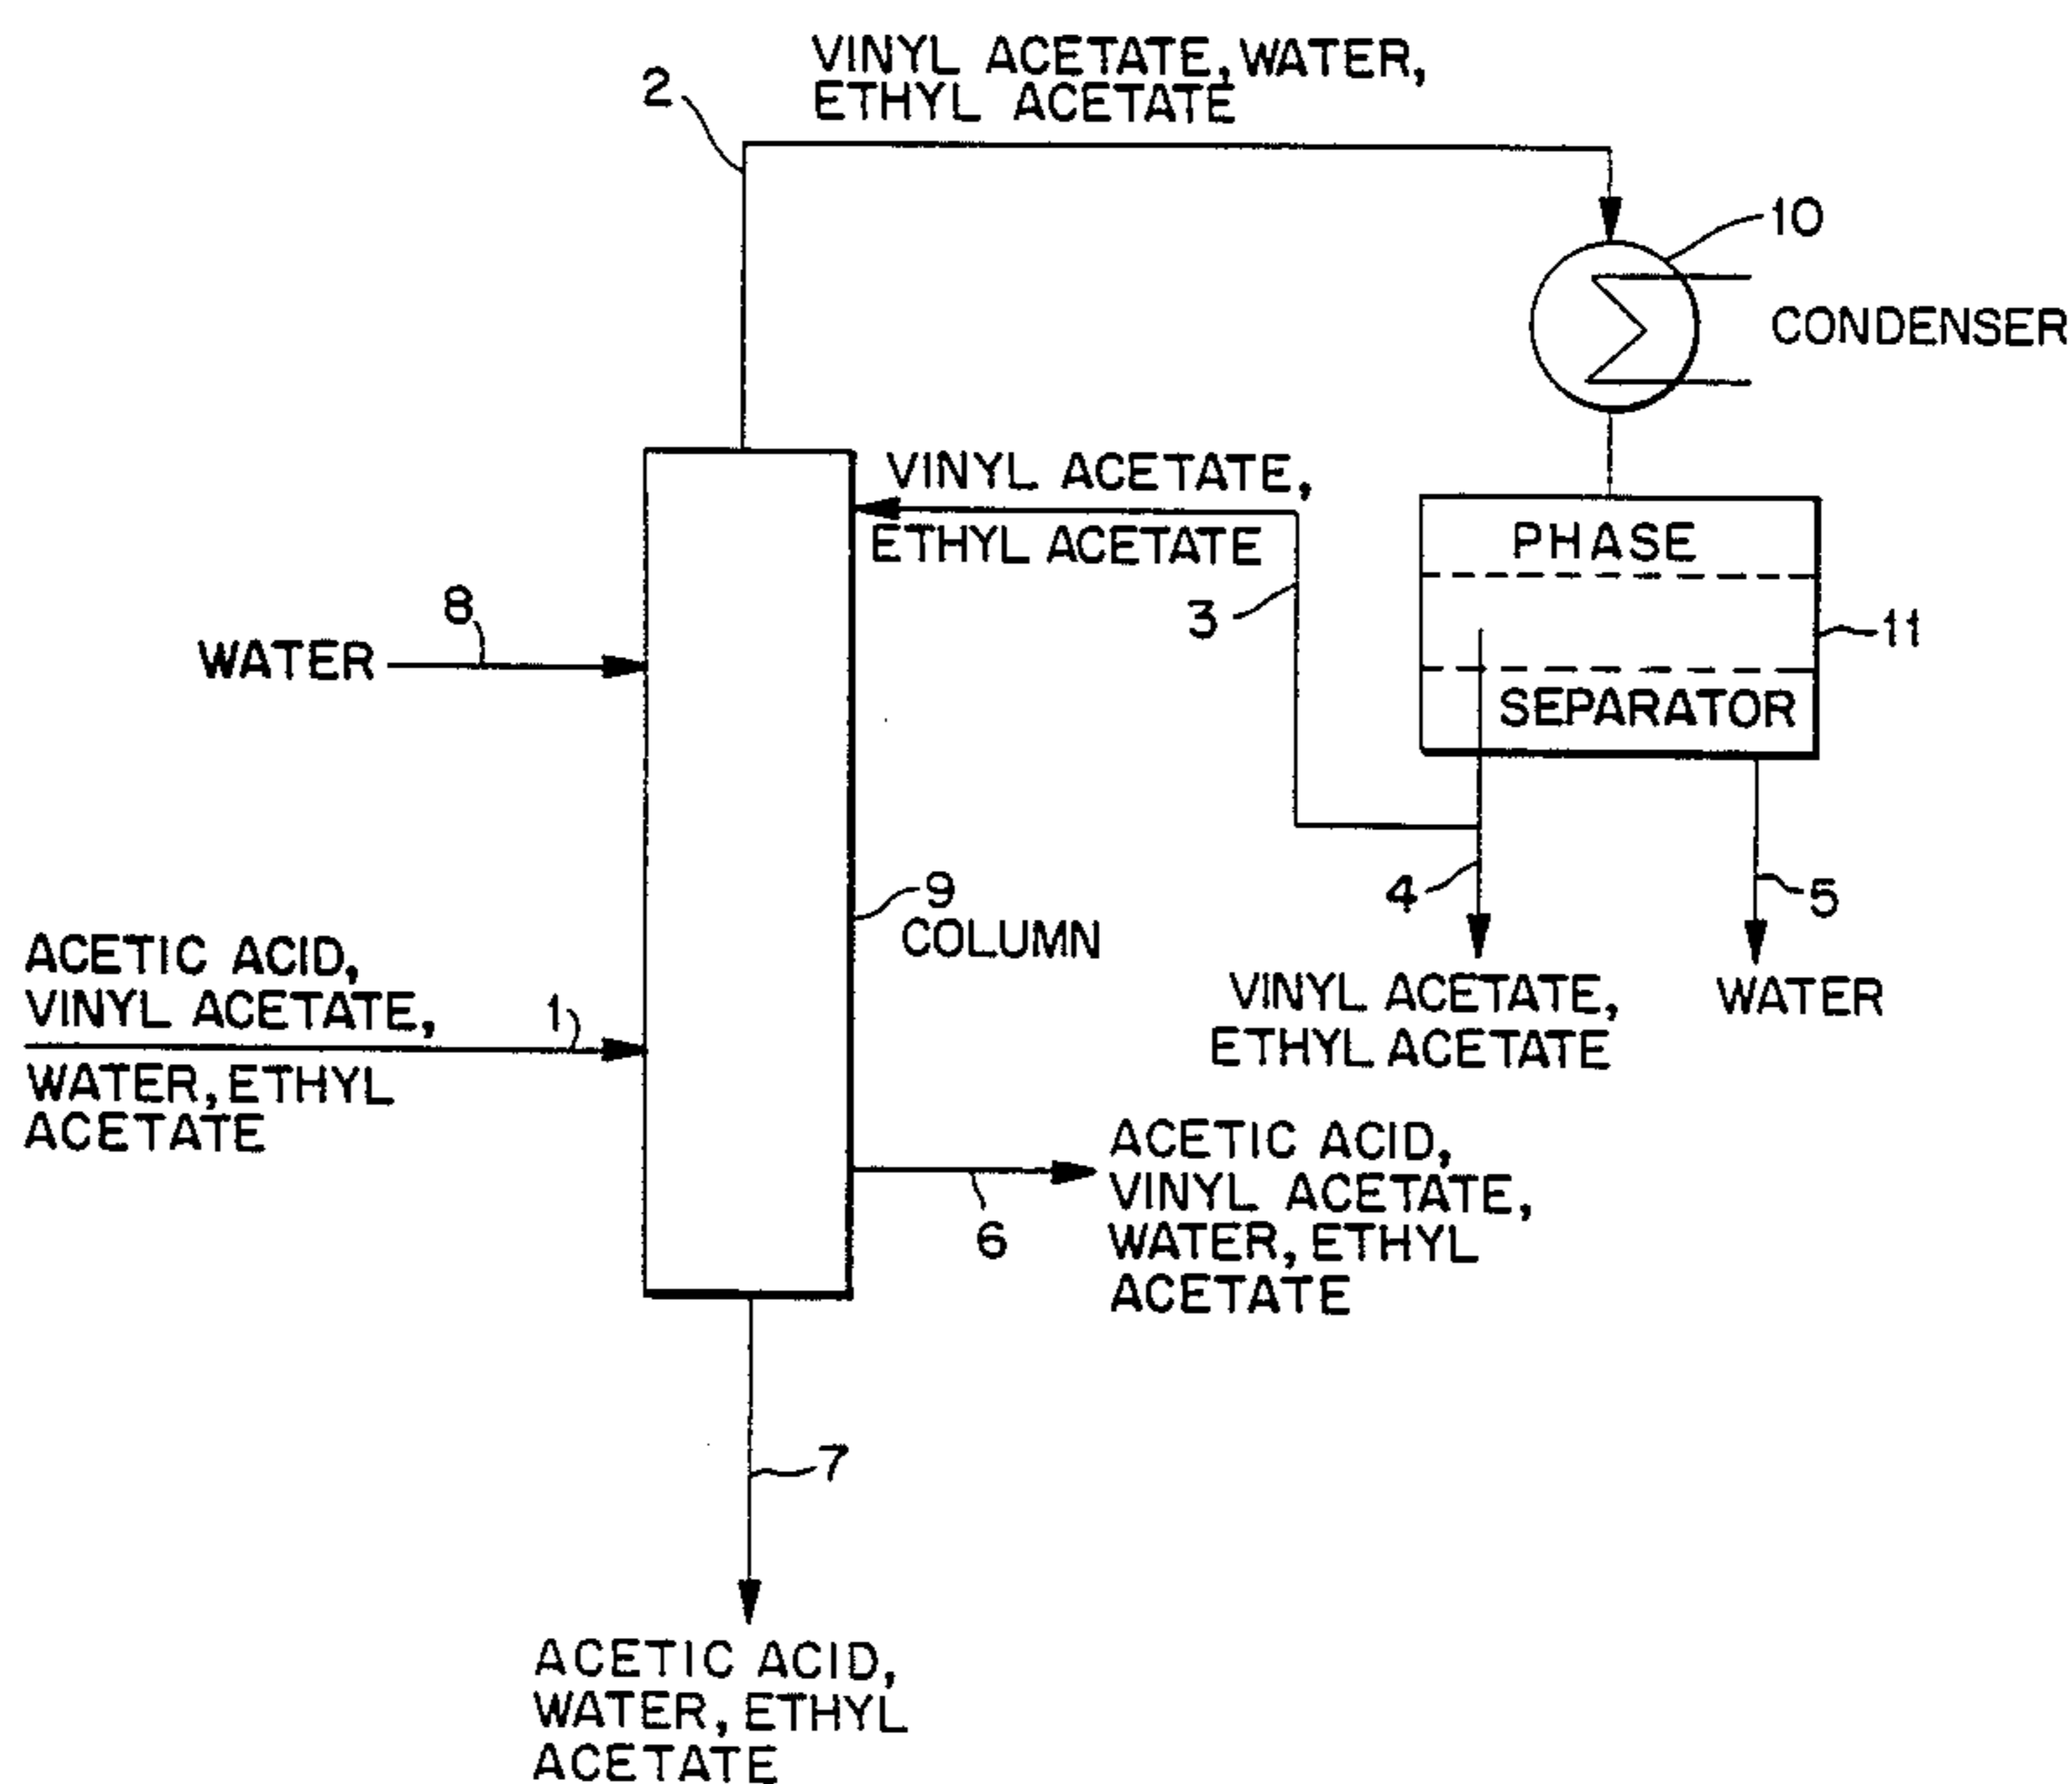 VINYL ACETATE, WATER,
ETHYL ACETATE
2
10
CONDENSER
VINYL ACETATE,
ETHYL ACETATE
3
PHASE
SEPARATOR
11
8
WATER
9
COLUMN
4
5
VINYL ACETATE,
ETHYL ACETATE
WATER
ACETIC ACID,
VINYL ACETATE,
1
WATER, ETHYL
ACETATE
6
ACETIC ACID,
VINYL ACETATE,
WATER, ETHYL
ACETATE
7
ACETIC ACID,
WATER, ETHYL
ACETATE